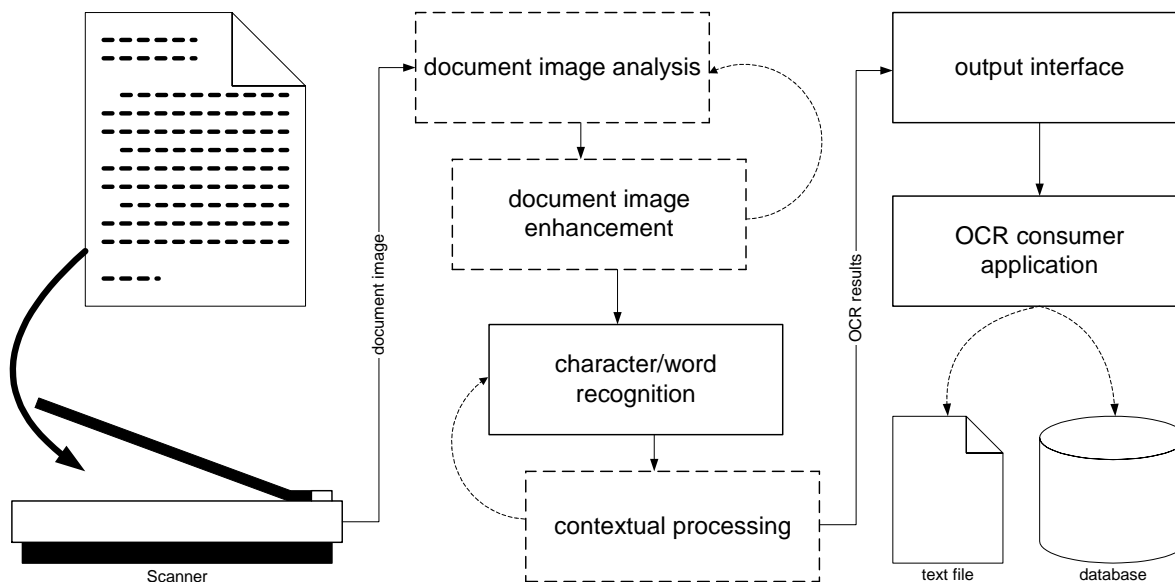 document image analysis
document image
enhancement
character/word
recognition
contextual processing
output interface
OCR consumer
application
document image
OCR results
Scanner
text file
database